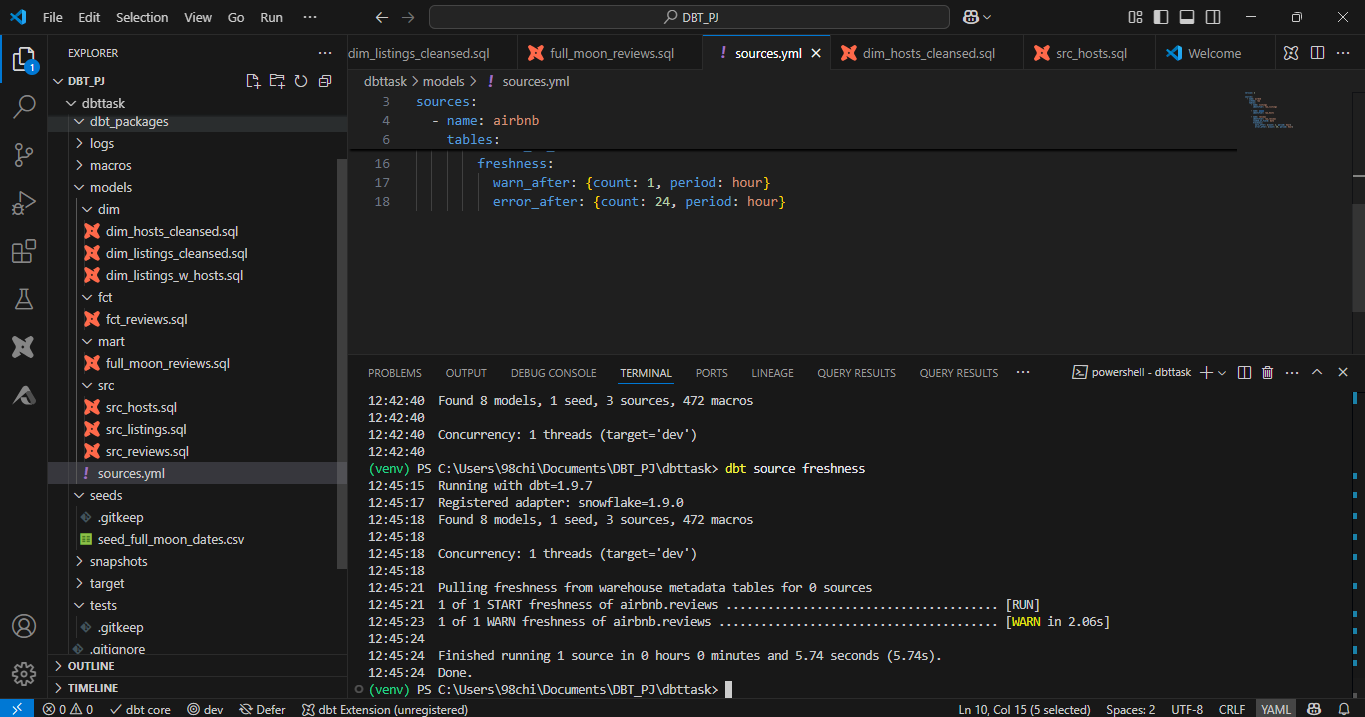 File Edit Selection View Go Run ··· DBT_PJ
EXPLORER ···
DBT_PJ
dbttask
dbt_packages
logs
macros
models
dim
dim_hosts_cleansed.sql
dim_listings_cleansed.sql
dim_listings_w_hosts.sql
fct
fct_reviews.sql
mart
full_moon_reviews.sql
src
src_hosts.sql
src_listings.sql
src_reviews.sql
! sources.yml
seeds
.gitkeep
seed_full_moon_dates.csv
snapshots
target
tests
.gitkeep
.gitignore
OUTLINE
TIMELINE
1
dim_listings_cleansed.sql full_moon_reviews.sql ! sources.yml dim_hosts_cleansed.sql src_hosts.sql Welcome ···
dbttask > models > ! sources.yml
3 sources:
4 - name: airbnb
6 tables:
16 freshness:
17 warn_after: {count: 1, period: hour}
18 error_after: {count: 24, period: hour}
PROBLEMS OUTPUT DEBUG CONSOLE TERMINAL PORTS LINEAGE QUERY RESULTS QUERY RESULTS ··· powershell - dbttask ···
12:42:40 Found 8 models, 1 seed, 3 sources, 472 macros
12:42:40
12:42:40 Concurrency: 1 threads (target='dev')
12:42:40
(venv) PS C:\Users\98chi\Documents\DBT_PJ\dbttask> dbt source freshness
12:45:15 Running with dbt=1.9.7
12:45:17 Registered adapter: snowflake=1.9.0
12:45:18 Found 8 models, 1 seed, 3 sources, 472 macros
12:45:18
12:45:18 Concurrency: 1 threads (target='dev')
12:45:18
12:45:21 Pulling freshness from warehouse metadata tables for 0 sources
12:45:21 1 of 1 START freshness of airbnb.reviews ....................................... [RUN]
12:45:23 1 of 1 WARN freshness of airbnb.reviews ........................................ [WARN in 2.06s]
12:45:24
12:45:24 Finished running 1 source in 0 hours 0 minutes and 5.74 seconds (5.74s).
12:45:24 Done.
(venv) PS C:\Users\98chi\Documents\DBT_PJ\dbttask>
0 0 dbt core dev Defer dbt Extension (unregistered) Ln 10, Col 15 (5 selected) Spaces: 2 UTF-8 CRLF YAML